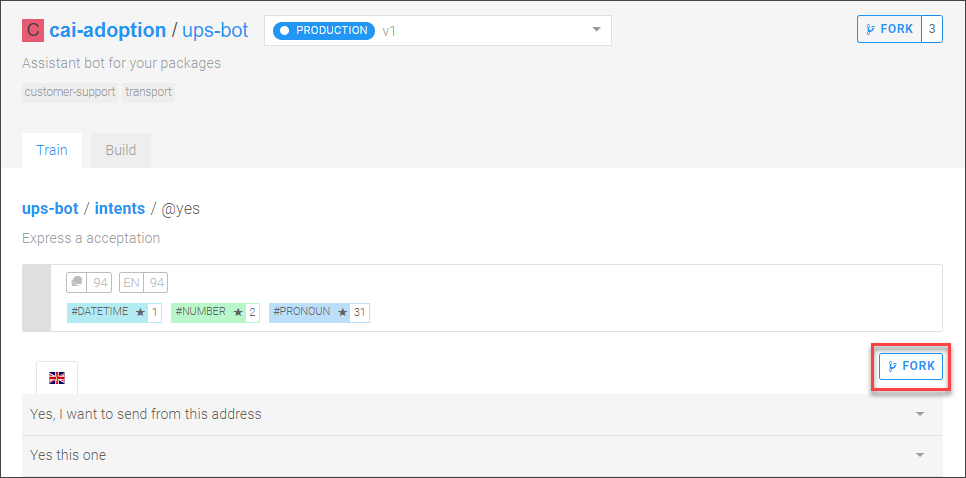 C cai-adoption / ups-bot PRODUCTION v1 FORK 3
Assistant bot for your packages
customer-support transport
Train Build
ups-bot / intents / @yes
Express a acceptation
94 EN 94
#DATETIME ★ 1 #NUMBER ★ 2 #PRONOUN ★ 31
FORK
Yes, I want to send from this address
Yes this one